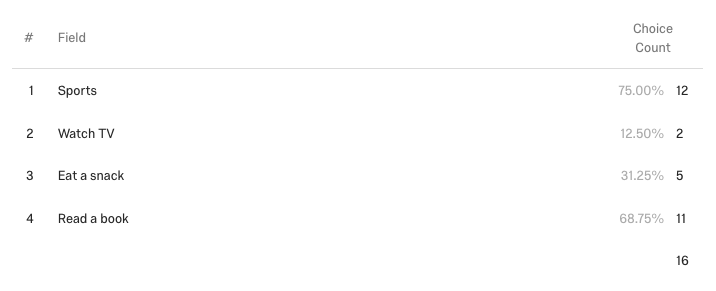 # Field Choice Count
1 Sports 75.00% 12
2 Watch TV 12.50% 2
3 Eat a snack 31.25% 5
4 Read a book 68.75% 11
16